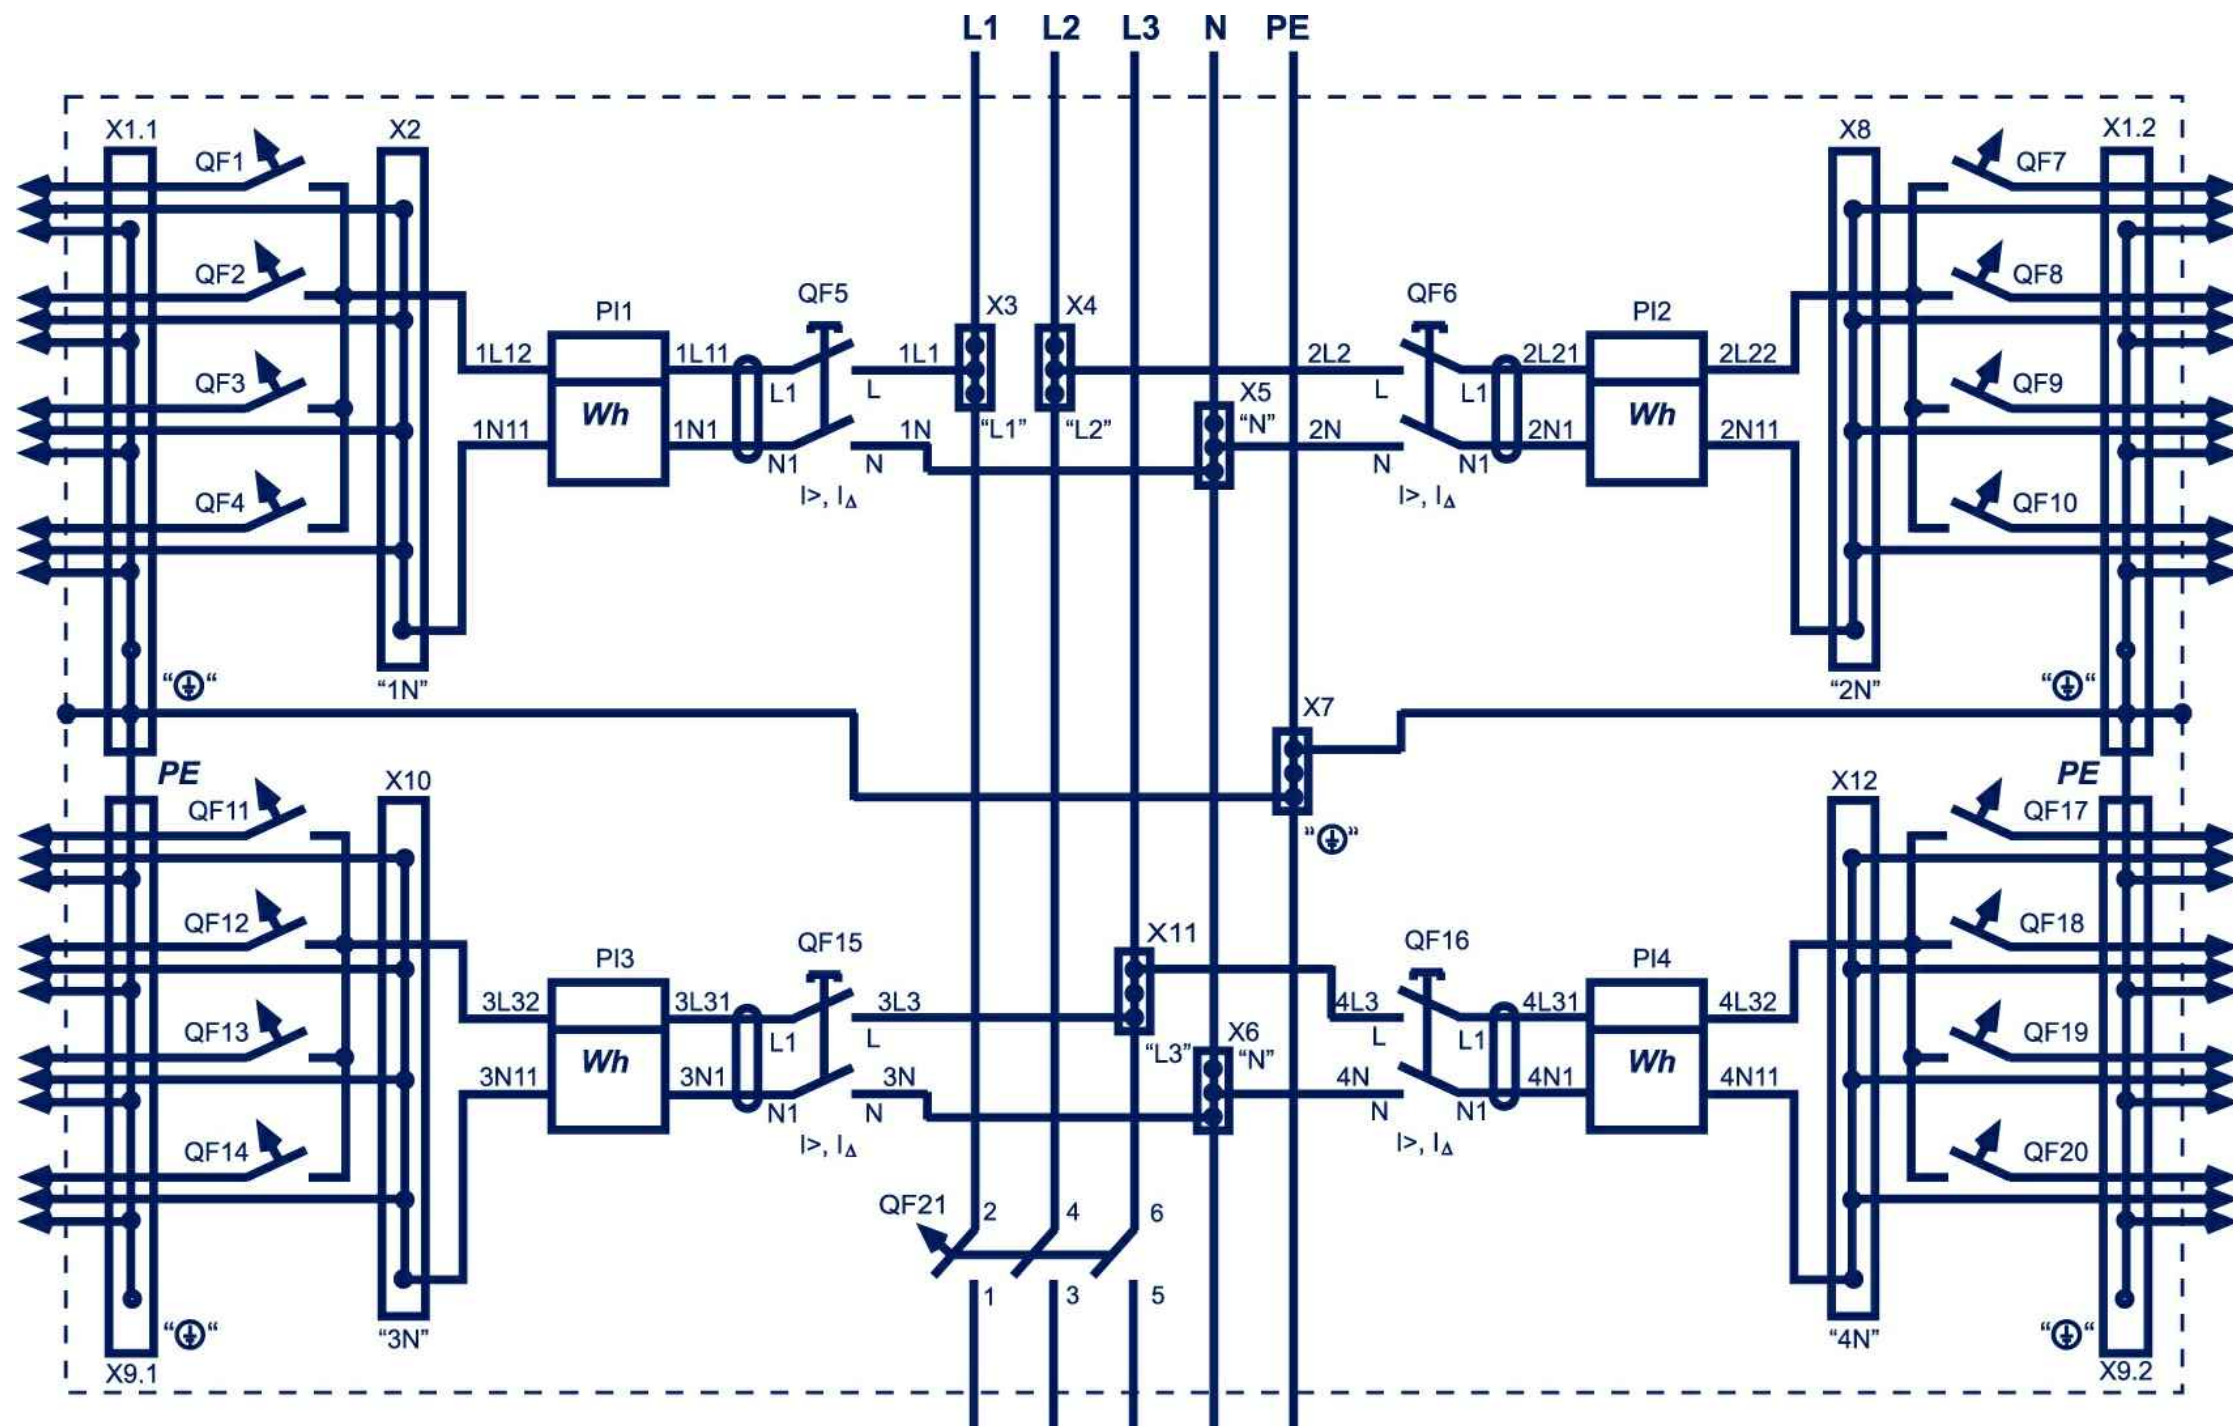 L1 L2 L3 N PE
X1.1 X2 X8 X1.2
QF1 QF7
QF2 QF8
QF5 QF6
PI1 X3 X4 PI2
1L12 1L11 1L1 2L2 2L21 2L22
QF3 L1 L L L1 QF9
X5
Wh "L1" "L2" "N" Wh
1N11 1N1 1N 2N 2N1 2N11
N1 N N N1
QF4 I>, IΔ I>, IΔ QF10
"⏚“ "1N" "2N" “⏚“
X7
PE X10 X12 PE
QF11 QF17
"⏚”
QF12 QF18
X11
QF15 QF16
PI3 PI4
3L32 3L31 3L3 4L3 4L31 4L32
QF13 L1 L X6 L L1 QF19
Wh "L3" "N" Wh
3N11 3N1 3N 4N 4N1 4N11
N1 N N N1
QF14 I>, IΔ I>, IΔ QF20
QF21 2 4 6
1 3 5
“⏚“ "3N" "4N" “⏚“
X9.1 X9.2